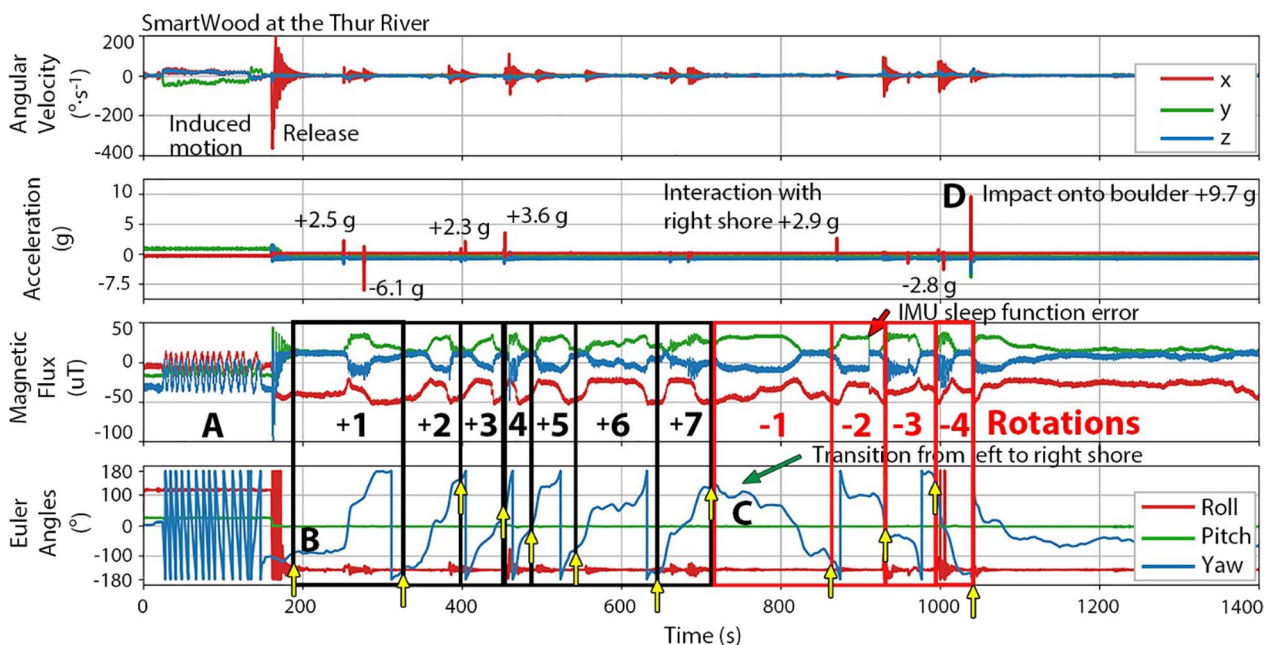 SmartWood at the Thur River
Angular
Velocity
(°·s-1)
200
0
-200
-400
Induced
motion
Release
x
y
z
Acceleration
(g)
10
5
0
-7.5
+2.5 g
-6.1 g
+2.3 g
+3.6 g
Interaction with
right shore +2.9 g
-2.8 g
D
Impact onto boulder +9.7 g
Magnetic
Flux
(uT)
50
0
-50
-100
IMU sleep function error
A
+1
+2
+3
4
+5
+6
+7
-1
-2
-3
-4
Rotations
Transition from left to right shore
Euler
Angles
(°)
180
100
0
-100
-180
B
C
Roll
Pitch
Yaw
0
200
400
600
800
1000
1200
1400
Time (s)